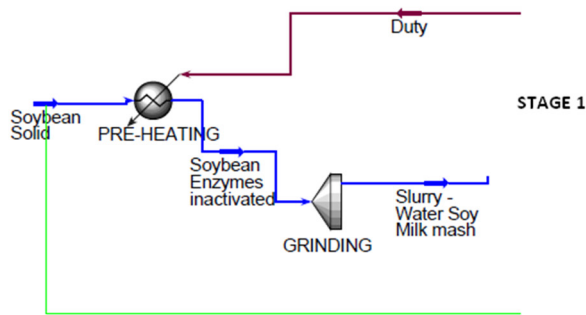 Duty
STAGE 1
Soybean
Solid
PRE-HEATING
Soybean
Enzymes
inactivated
Slurry -
Water Soy
Milk mash
GRINDING